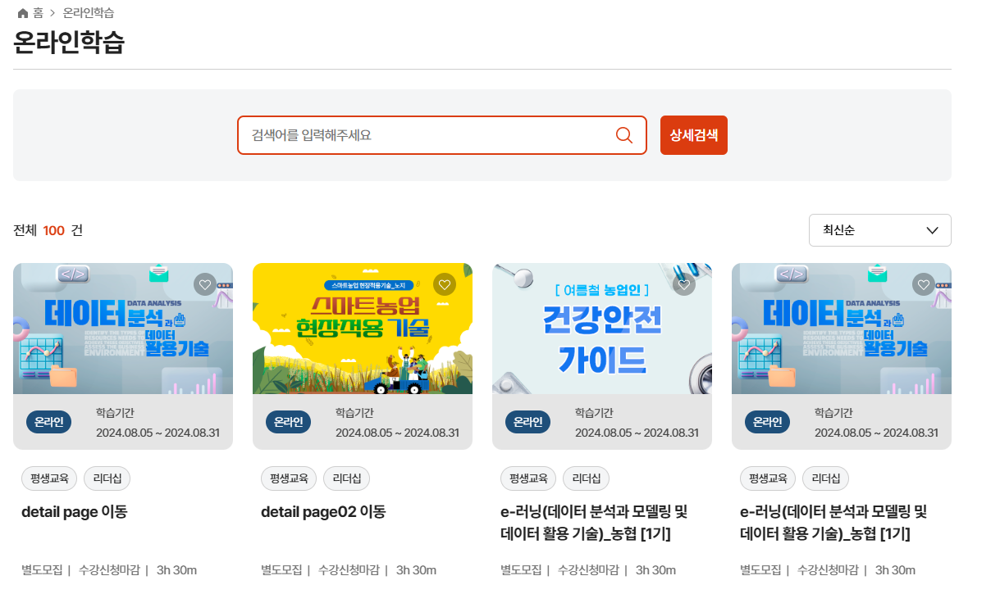 홈 > 온라인학습
온라인학습
검색어를 입력해주세요
상세검색
전체 100 건
최신순
</>
DATA ANALYSIS
데이터 분석과
데이터
활용기술
온라인
학습기간
2024.08.05 ~ 2024.08.31
평생교육
리더십
detail page 이동
별도모집 | 수강신청마감 | 3h 30m
스마트농업 현장적용기술_노지
스마트농업
현장적용 기술
온라인
학습기간
2024.08.05 ~ 2024.08.31
평생교육
리더십
detail page02 이동
별도모집 | 수강신청마감 | 3h 30m
[ 여름철 농업인 ]
건강안전
가이드
온라인
학습기간
2024.08.05 ~ 2024.08.31
평생교육
리더십
e-러닝(데이터 분석과 모델링 및
데이터 활용 기술)_농협 [1기]
별도모집 | 수강신청마감 | 3h 30m
</>
DATA ANALYSIS
데이터 분석과
데이터
활용기술
온라인
학습기간
2024.08.05 ~ 2024.08.31
평생교육
리더십
e-러닝(데이터 분석과 모델링 및
데이터 활용 기술)_농협 [1기]
별도모집 | 수강신청마감 | 3h 30m